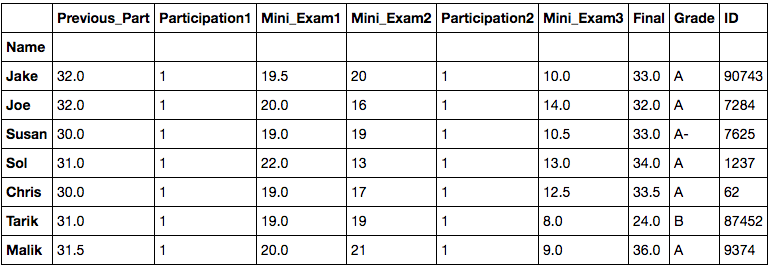 Previous_Part Participation1 Mini_Exam1 Mini_Exam2 Participation2 Mini_Exam3 Final Grade ID
Name
Jake 32.0 1 19.5 20 1 10.0 33.0 A 90743
Joe 32.0 1 20.0 16 1 14.0 32.0 A 7284
Susan 30.0 1 19.0 19 1 10.5 33.0 A- 7625
Sol 31.0 1 22.0 13 1 13.0 34.0 A 1237
Chris 30.0 1 19.0 17 1 12.5 33.5 A 62
Tarik 31.0 1 19.0 19 1 8.0 24.0 B 87452
Malik 31.5 1 20.0 21 1 9.0 36.0 A 9374